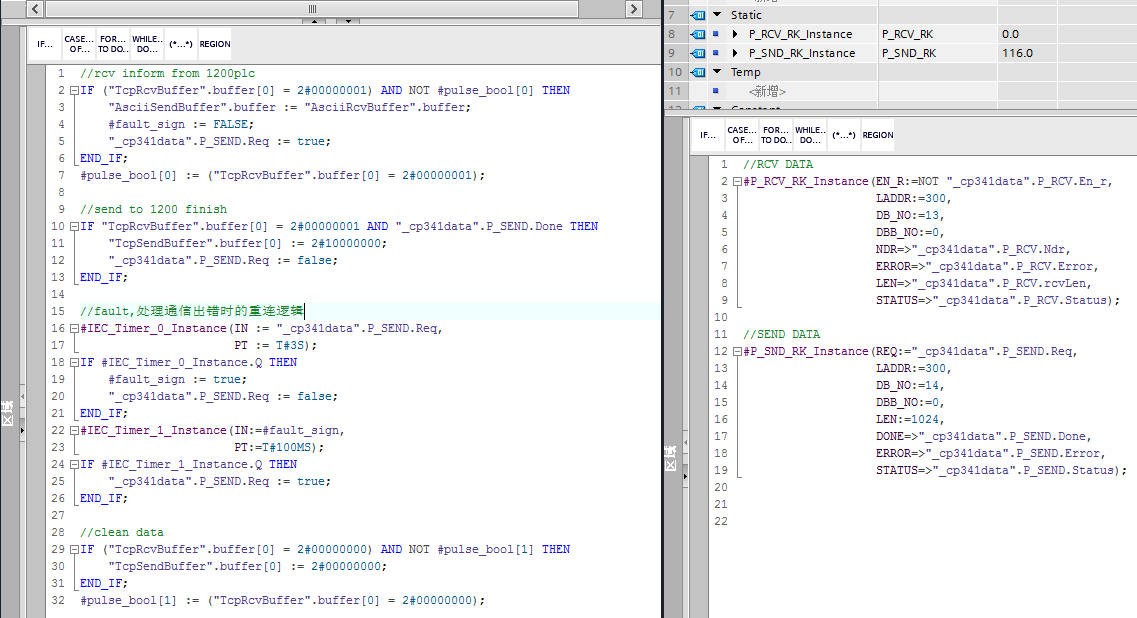 IF... CASE... OF... FOR... TO DO.. WHILE.. DO... (*...*) REGION
1 //rcv inform from 1200plc
2 IF ("TcpRcvBuffer".buffer[0] = 2#00000001) AND NOT #pulse_bool[0] THEN
3 "AsciiSendBuffer".buffer := "AsciiRcvBuffer".buffer;
4 #fault_sign := FALSE;
5 "_cp341data".P_SEND.Req := true;
6 END_IF;
7 #pulse_bool[0] := ("TcpRcvBuffer".buffer[0] = 2#00000001);
8
9 //send to 1200 finish
10 IF "TcpRcvBuffer".buffer[0] = 2#00000001 AND "_cp341data".P_SEND.Done THEN
11 "TcpSendBuffer".buffer[0] := 2#10000000;
12 "_cp341data".P_SEND.Req := false;
13 END_IF;
14
15 //fault,处理通信出错时的重连逻辑
16 #IEC_Timer_0_Instance(IN := "_cp341data".P_SEND.Req,
17 PT := T#3S);
18 IF #IEC_Timer_0_Instance.Q THEN
19 #fault_sign := true;
20 "_cp341data".P_SEND.Req := false;
21 END_IF;
22 #IEC_Timer_1_Instance(IN:=#fault_sign,
23 PT:=T#100MS);
24 IF #IEC_Timer_1_Instance.Q THEN
25 "_cp341data".P_SEND.Req := true;
26 END_IF;
27
28 //clean data
29 IF ("TcpRcvBuffer".buffer[0] = 2#00000000) AND NOT #pulse_bool[1] THEN
30 "TcpSendBuffer".buffer[0] := 2#00000000;
31 END_IF;
32 #pulse_bool[1] := ("TcpRcvBuffer".buffer[0] = 2#00000000);
7 Static
8 P_RCV_RK_Instance P_RCV_RK 0.0
9 P_SND_RK_Instance P_SND_RK 116.0
10 Temp
11 <新增>
12 Constant
IF... CASE... OF... FOR... TO DO.. WHILE.. DO... (*...*) REGION
1 //RCV DATA
2 #P_RCV_RK_Instance(EN_R:=NOT "_cp341data".P_RCV.En_r,
3 LADDR:=300,
4 DB_NO:=13,
5 DBB_NO:=0,
6 NDR=>"_cp341data".P_RCV.Ndr,
7 ERROR=>"_cp341data".P_RCV.Error,
8 LEN=>"_cp341data".P_RCV.rcvLen,
9 STATUS=>"_cp341data".P_RCV.Status);
10
11 //SEND DATA
12 #P_SND_RK_Instance(REQ:="_cp341data".P_SEND.Req,
13 LADDR:=300,
14 DB_NO:=14,
15 DBB_NO:=0,
16 LEN:=1024,
17 DONE=>"_cp341data".P_SEND.Done,
18 ERROR=>"_cp341data".P_SEND.Error,
19 STATUS=>"_cp341data".P_SEND.Status);
20
21
22